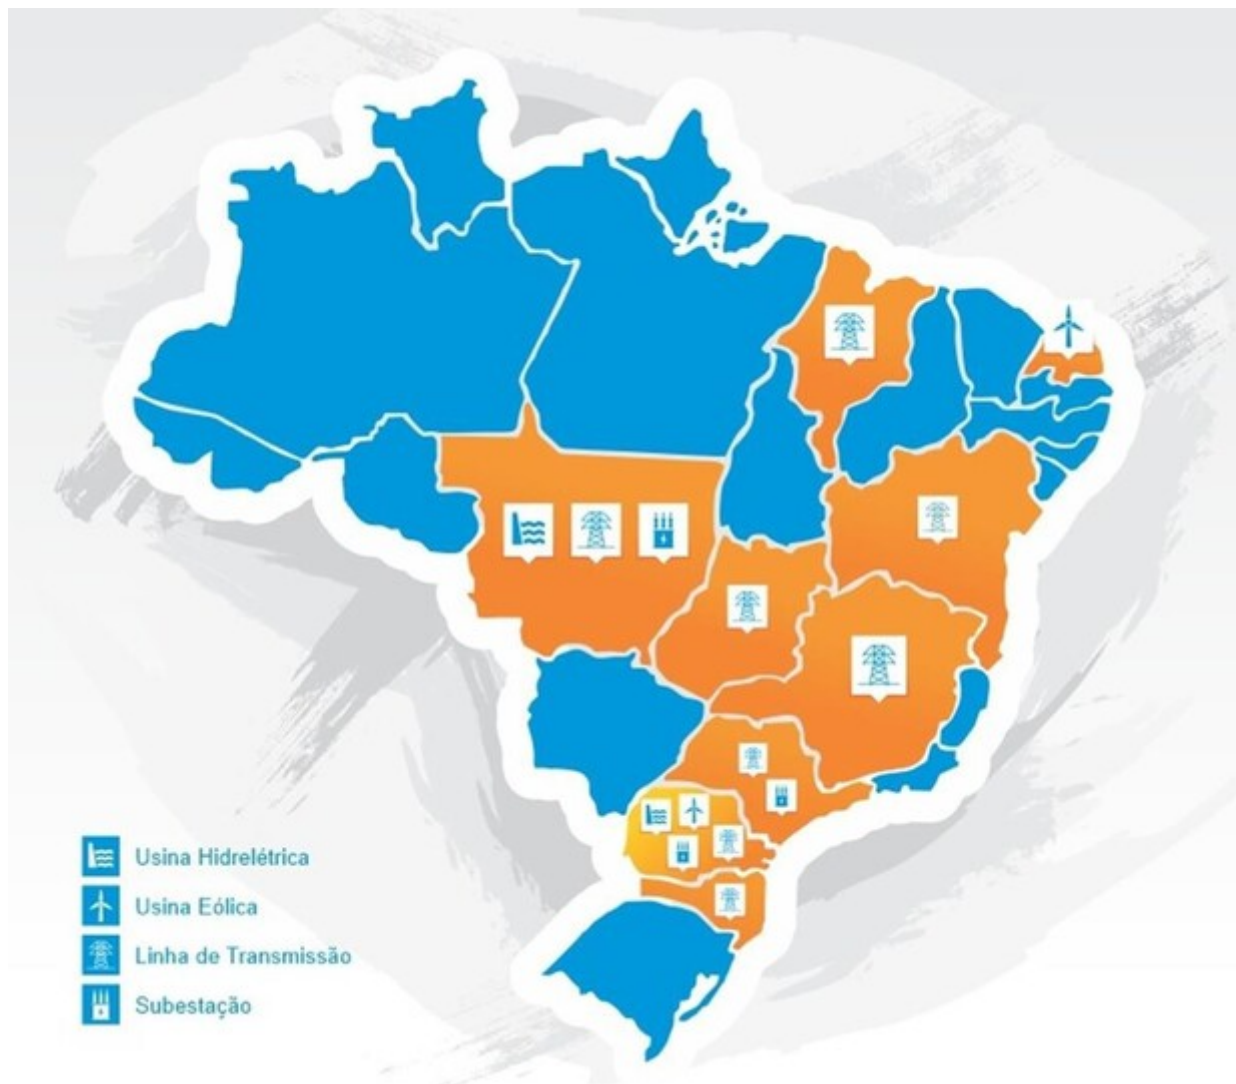 Usina Hidrelétrica
Usina Eólica
Linha de Transmissão
Subestação